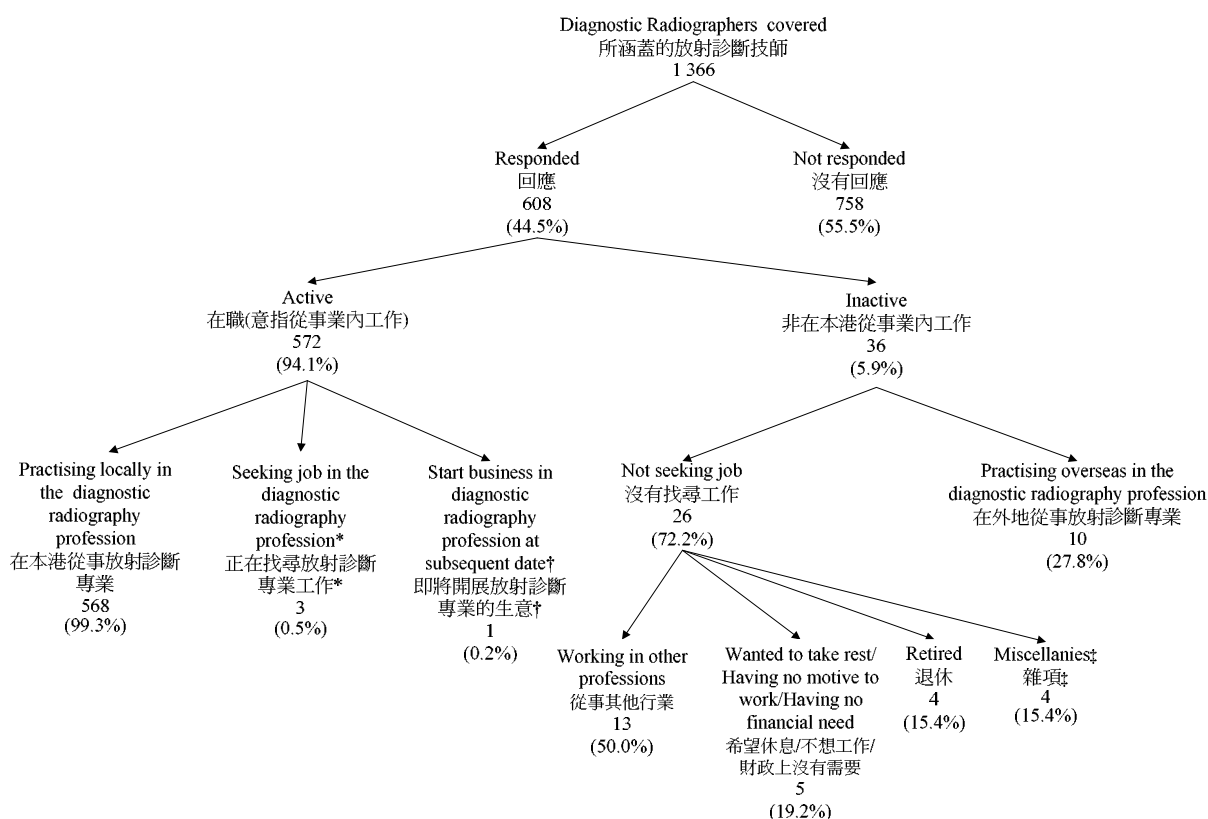 Diagnostic Radiographers covered
所涵蓋的放射診斷技師
1 366
Responded
回應
608
(44.5%)
Not responded
沒有回應
758
(55.5%)
Active
在職(意指從事業內工作)
572
(94.1%)
Inactive
非在本港從事業內工作
36
(5.9%)
Practising locally in
the diagnostic
radiography
profession
在本港從事放射診斷
專業
568
(99.3%)
Seeking job in the
diagnostic
radiography
profession*
正在找尋放射診斷
專業工作*
3
(0.5%)
Start business in
diagnostic
radiography
profession at
subsequent date†
即將開展放射診斷
專業的生意†
1
(0.2%)
Not seeking job
沒有找尋工作
26
(72.2%)
Practising overseas in the
diagnostic radiography profession
在外地從事放射診斷專業
10
(27.8%)
Working in other
professions
從事其他行業
13
(50.0%)
Wanted to take rest/
Having no motive to
work/Having no
financial need
希望休息/不想工作/
財政上沒有需要
5
(19.2%)
Retired
退休
4
(15.4%)
Miscellanies‡
雜項‡
4
(15.4%)